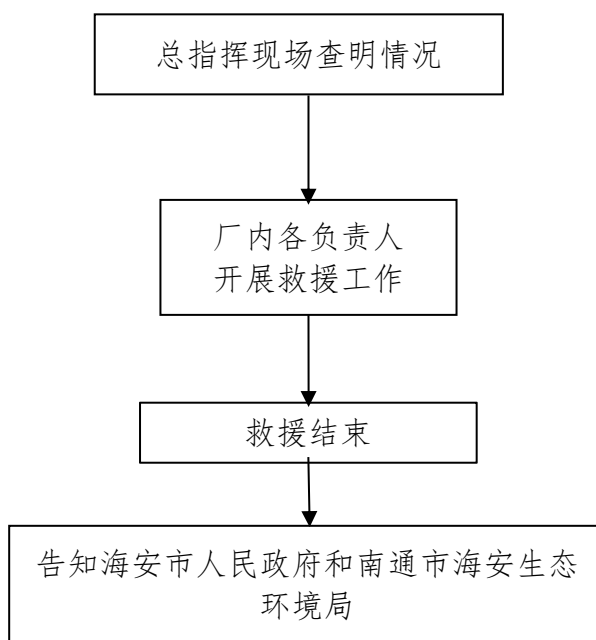 总指挥现场查明情况
厂内各负责人
开展救援工作
救援结束
告知海安市人民政府和南通市海安生态
环境局